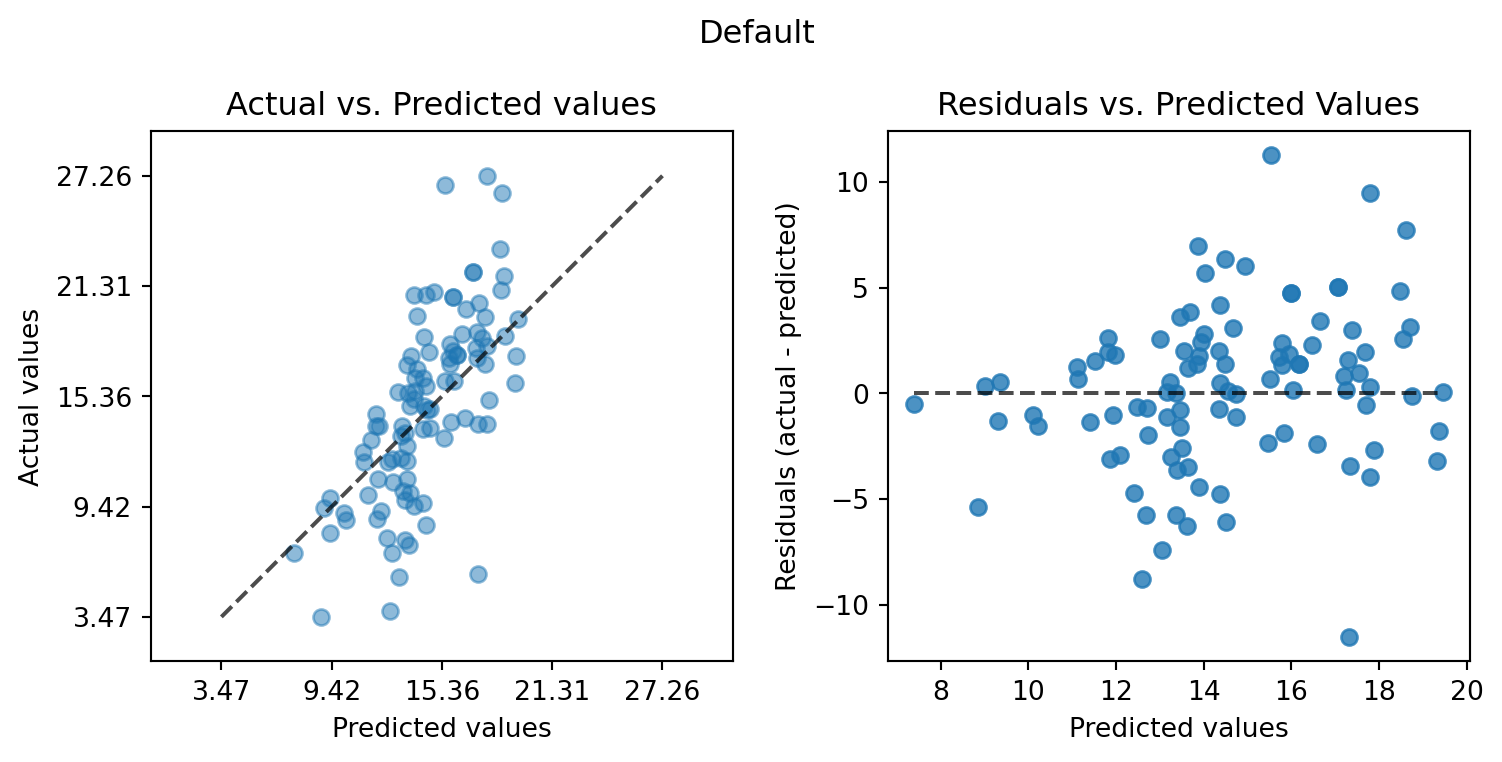 Default
Actual vs. Predicted values
Actual values
27.26
21.31
15.36
9.42
3.47
3.47 9.42 15.36 21.31 27.26
Predicted values
Residuals vs. Predicted Values
Residuals (actual - predicted)
10
5
0
−5
−10
8 10 12 14 16 18 20
Predicted values